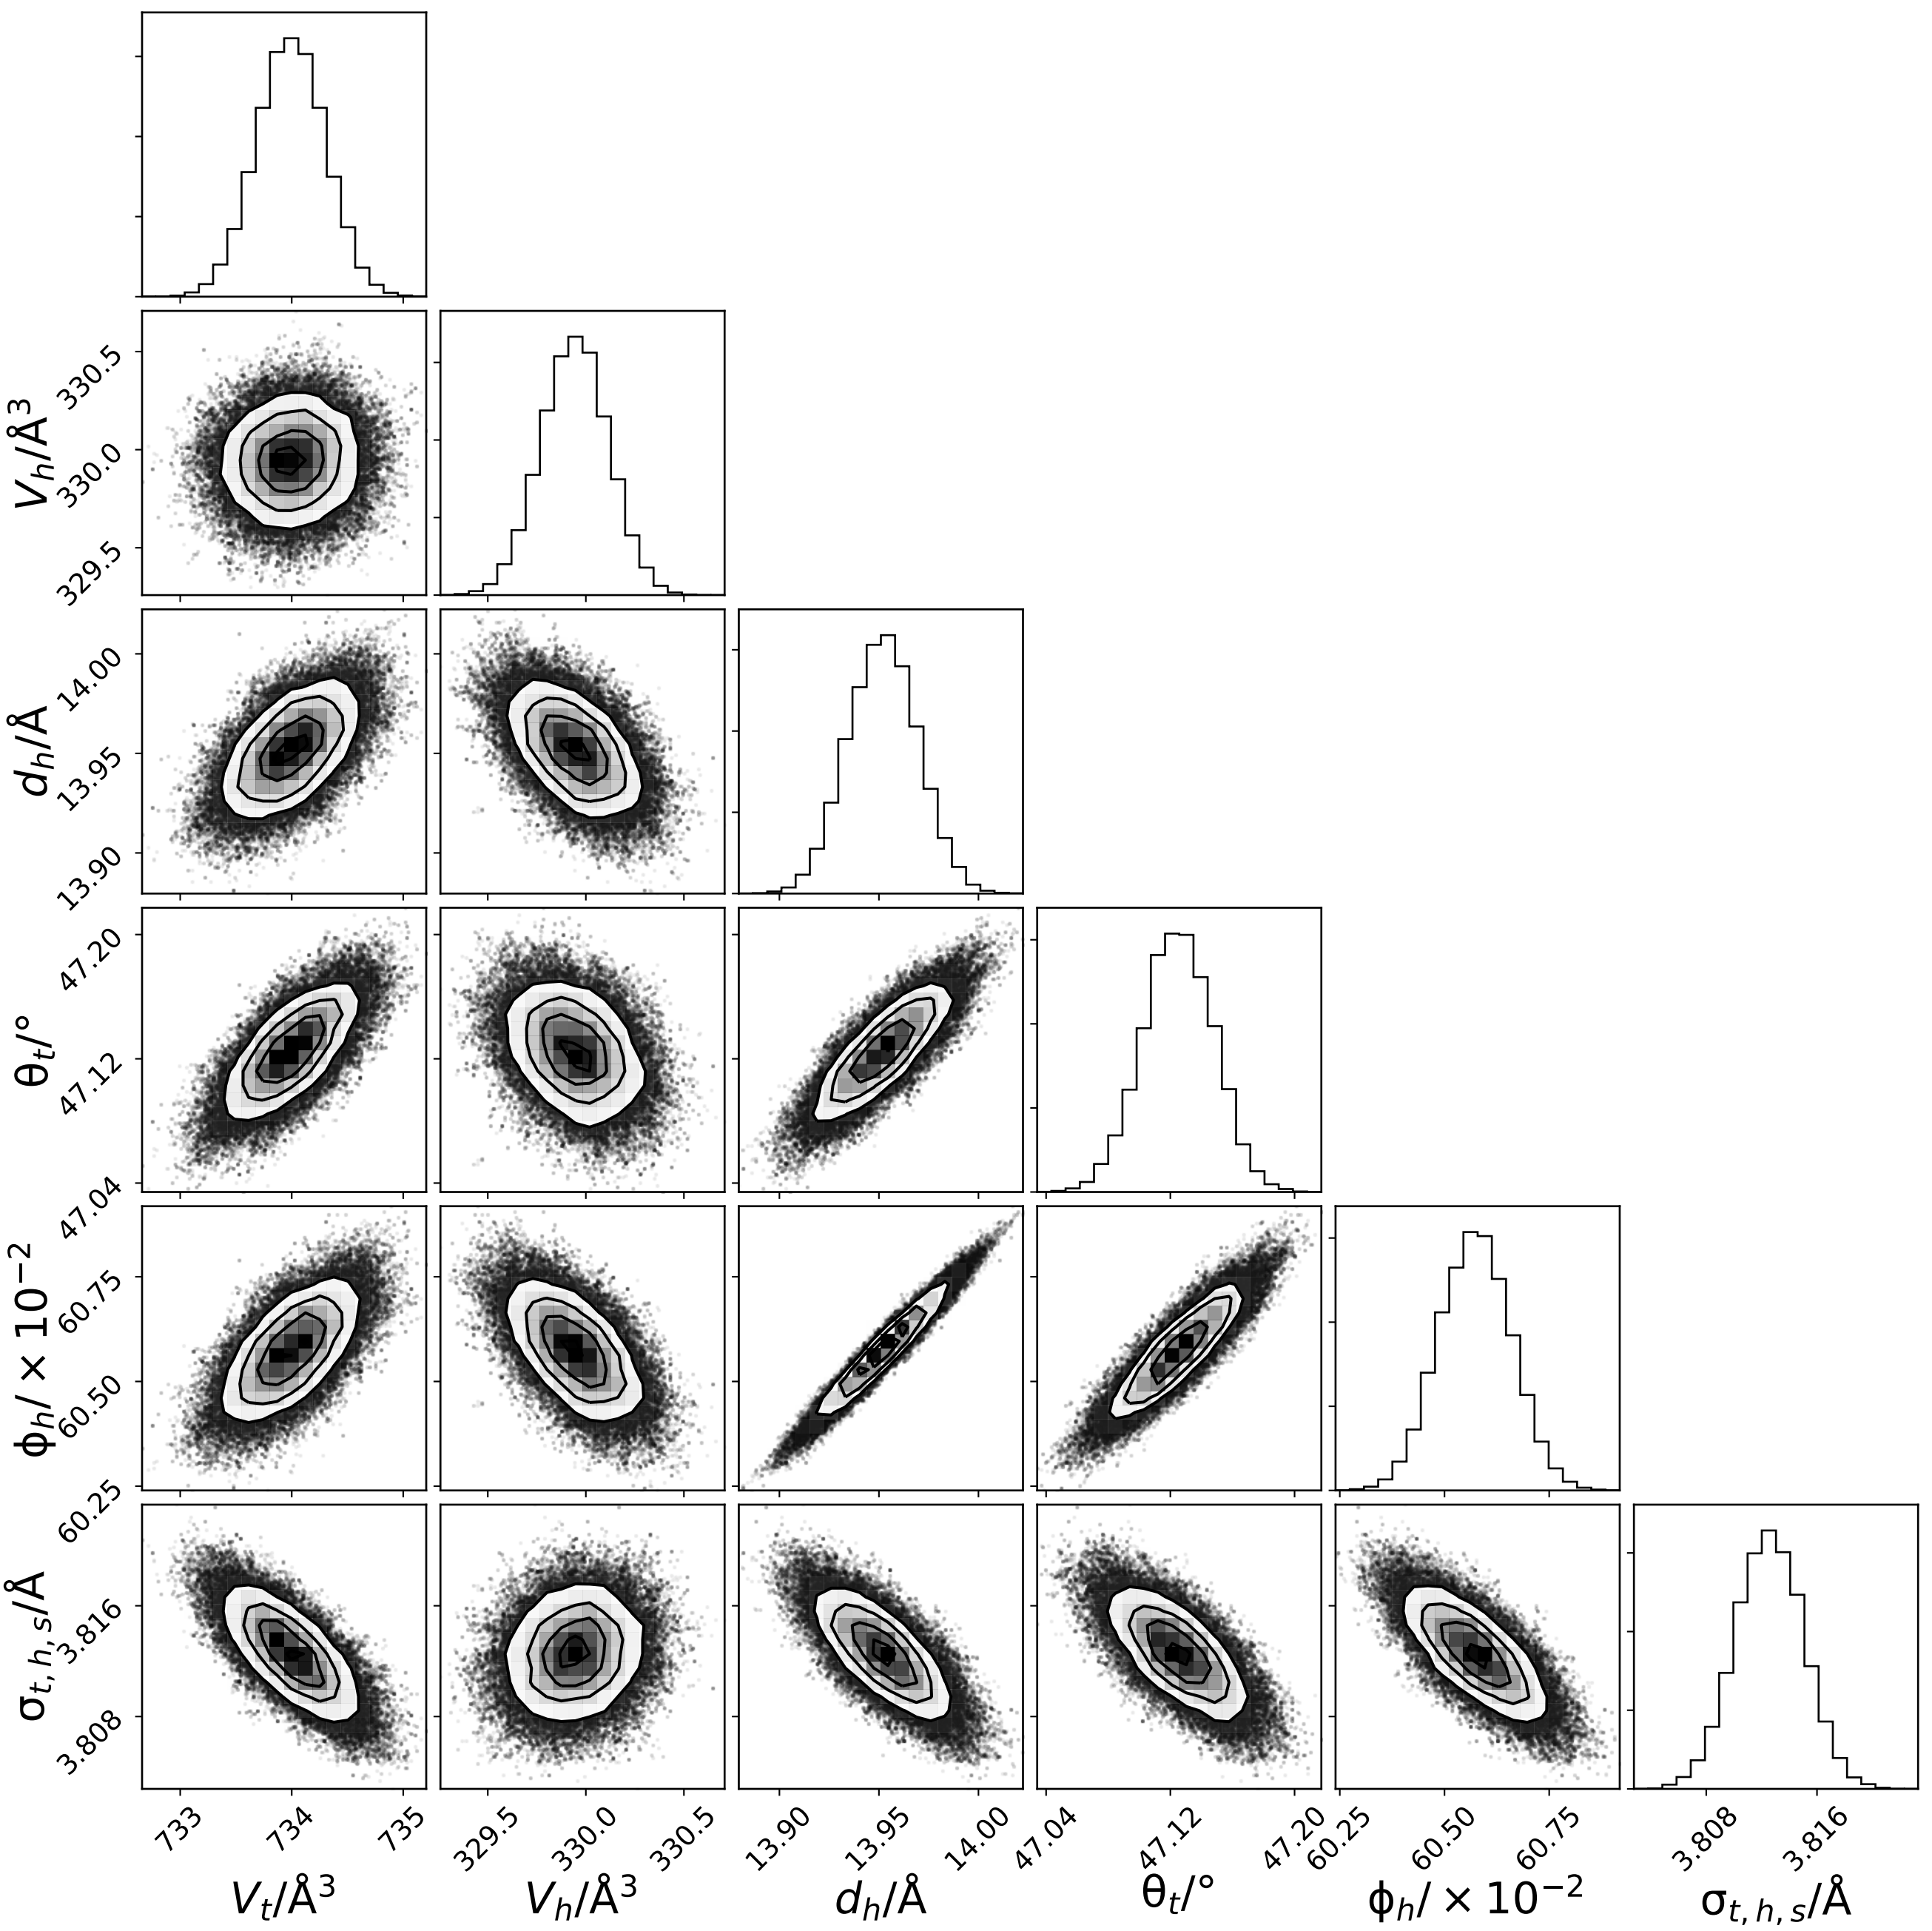 330.5
330.0
329.5
V_h/Å^3
14.00
13.95
13.90
d_h/Å
47.20
47.12
47.04
θ_t/°
60.75
60.50
60.25
ϕ_h/ × 10^−2
3.816
3.808
σ_t, h, s/Å
733 734 735 329.5 330.0 330.5 13.90 13.95 14.00 47.04 47.12 47.20 60.25 60.50 60.75 3.808 3.816
V_t/Å^3 V_h/Å^3 d_h/Å θ_t/° ϕ_h/ × 10^−2 σ_t, h, s/Å